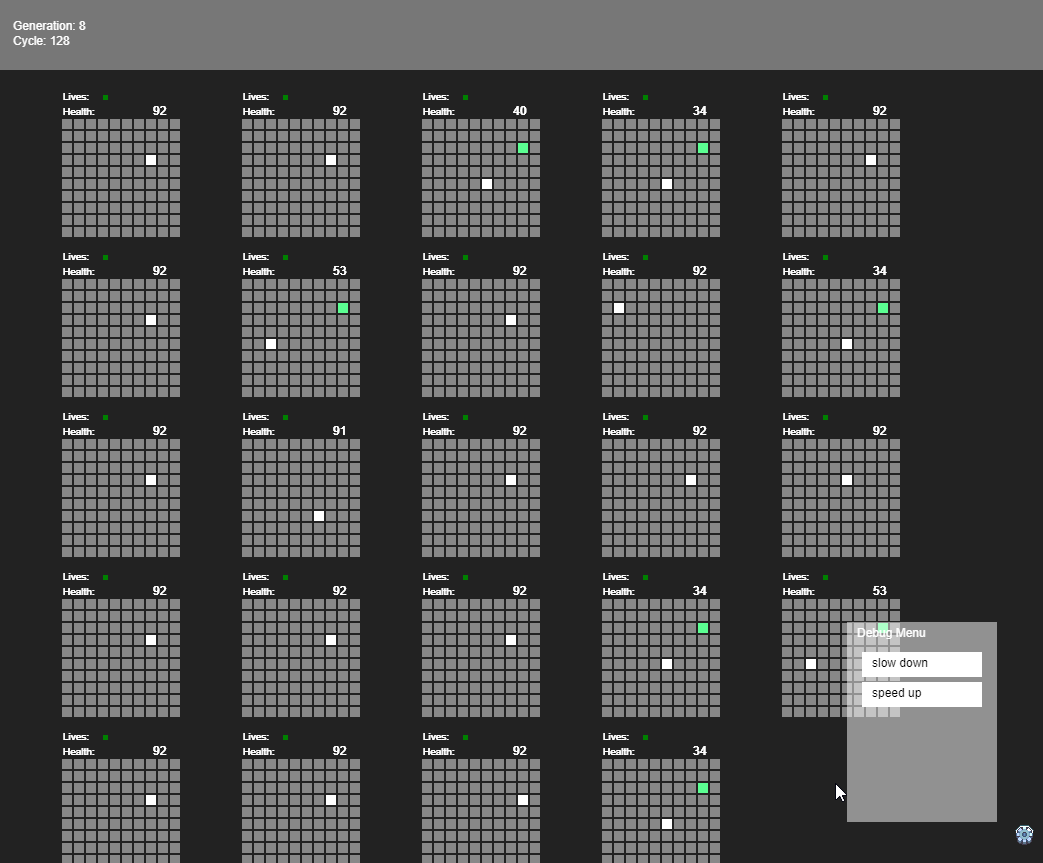 Generation: 8
Cycle: 128
Lives: Lives: Lives: Lives: Lives:
Health: 92 Health: 92 Health: 40 Health: 34 Health: 92
Lives: Lives: Lives: Lives: Lives:
Health: 92 Health: 53 Health: 92 Health: 92 Health: 34
Lives: Lives: Lives: Lives: Lives:
Health: 92 Health: 91 Health: 92 Health: 92 Health: 92
Lives: Lives: Lives: Lives: Lives:
Health: 92 Health: 92 Health: 92 Health: 34 Health: 53
Debug Menu
slow down
speed up
Lives: Lives: Lives: Lives:
Health: 92 Health: 92 Health: 92 Health: 34